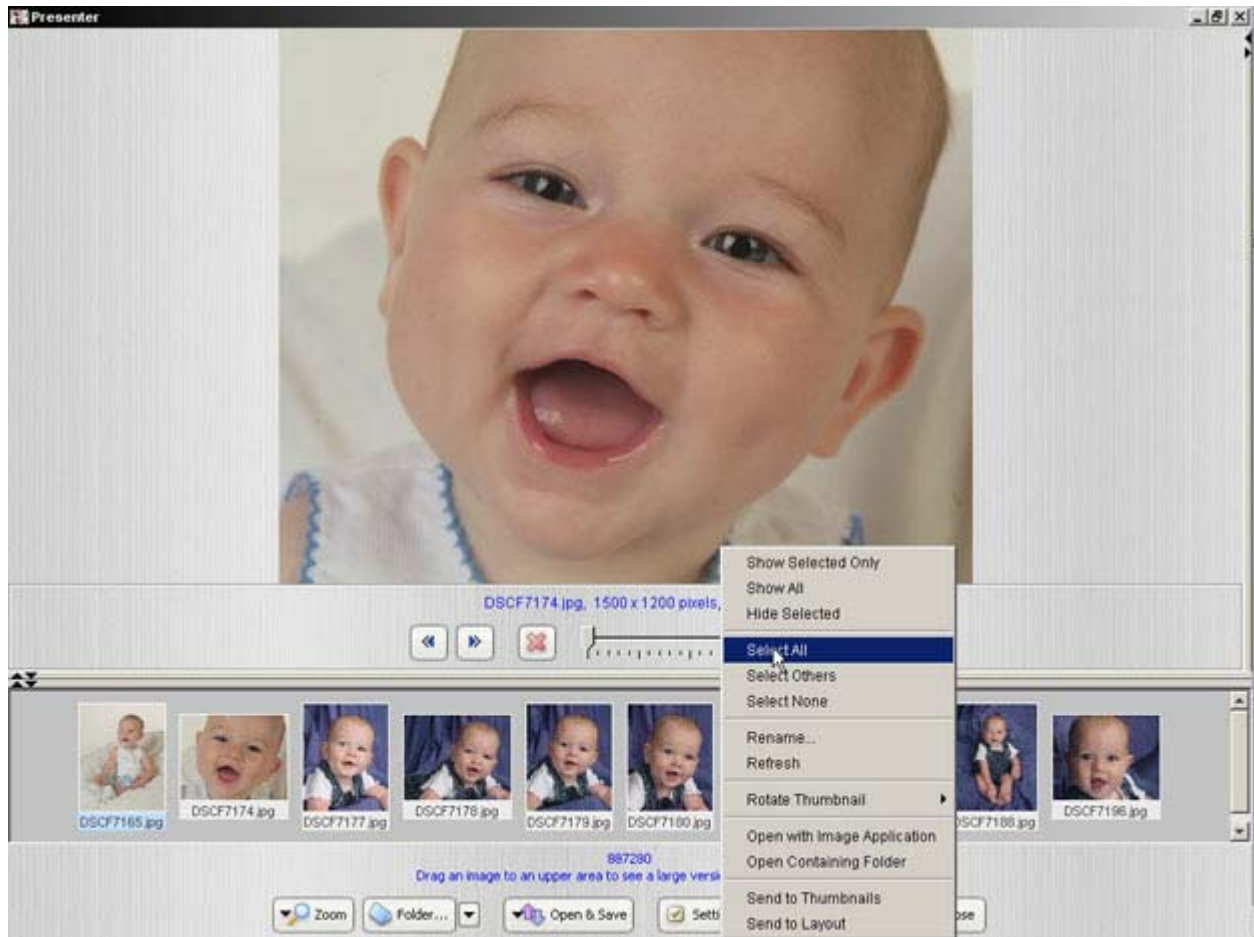 Presenter
DSCF7174.jpg, 1500 x 1200 pixels,
Show Selected Only
Show All
Hide Selected
Select All
Select Others
Select None
Rename...
Refresh
Rotate Thumbnail
Open with Image Application
Open Containing Folder
Send to Thumbnails
Send to Layout
DSCF7165.jpg
DSCF7174.jpg
DSCF7177.jpg
DSCF7178.jpg
DSCF7179.jpg
DSCF7180.jpg
DSCF7188.jpg
DSCF7196.jpg
887280
Drag an image to an upper area to see a large versi
Zoom
Folder...
Open & Save
Setti
ose